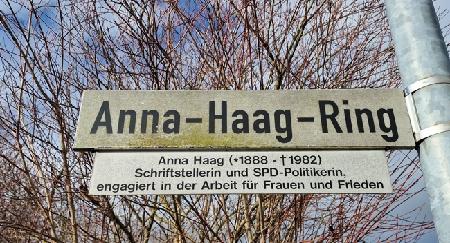 Anna-Haag-Ring
Anna Haag (*1888 - †1982)
Schriftstellerin und SPD-Politikerin,
engagiert in der Arbeit für Frauen und Frieden